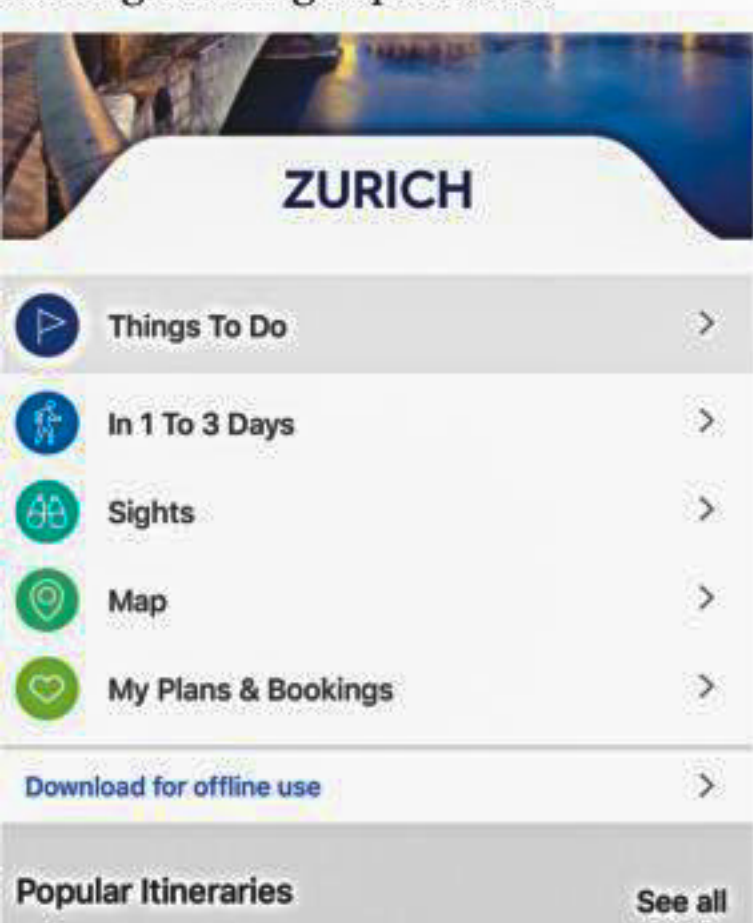 ZURICH
Things To Do
In 1 To 3 Days
Sights
Map
My Plans & Bookings
Download for offline use
Popular Itineraries
See all